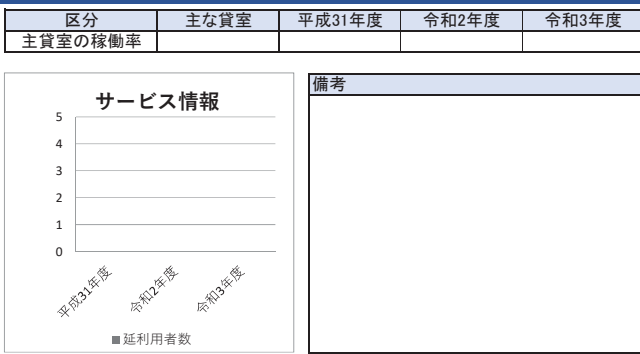 区分 主な貸室 平成31年度 令和2年度 令和3年度
主貸室の稼働率
サービス情報
5
4
3
2
1
0
平成31年度 令和2年度 令和3年度
■延利用者数
備考